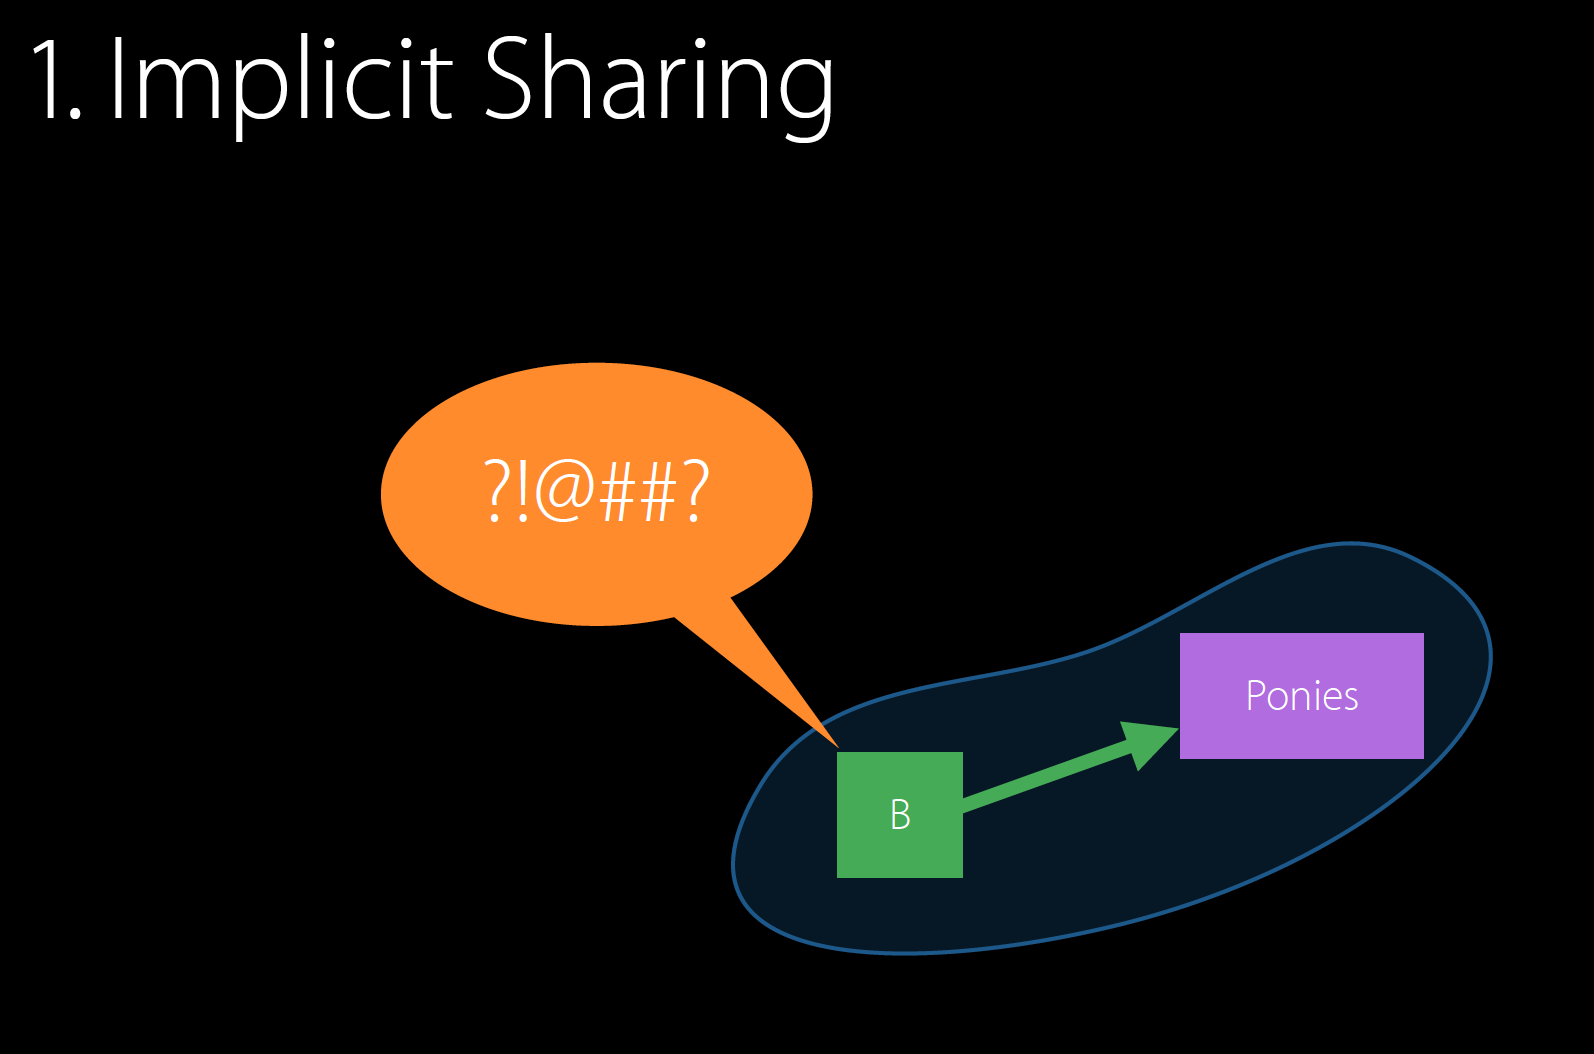 1. Implicit Sharing
?!@##?
Ponies
B